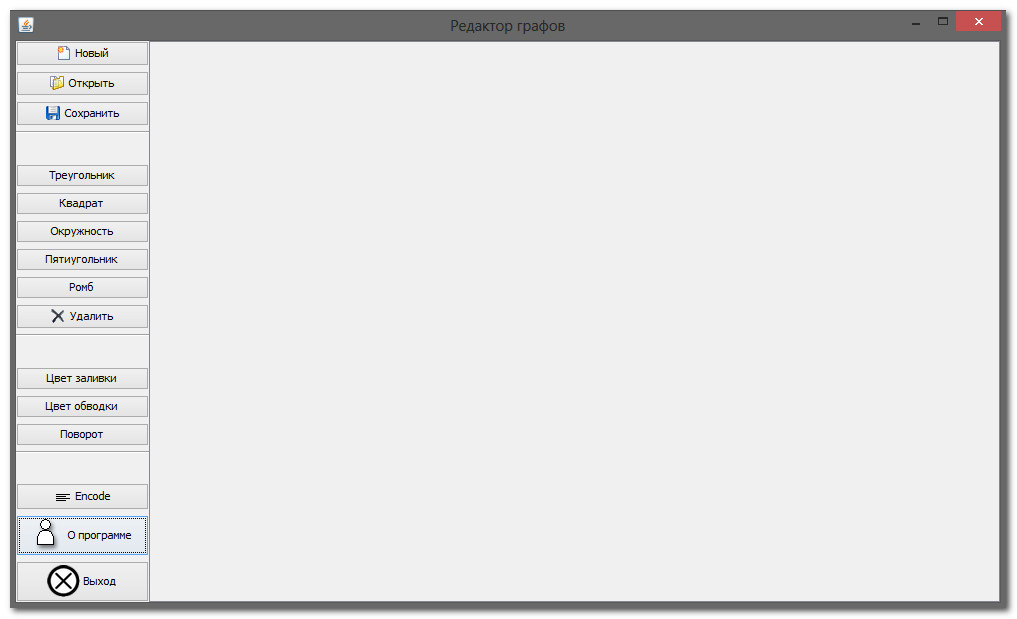 Редактор графов
Новый
Открыть
Сохранить
Треугольник
Квадрат
Окружность
Пятиугольник
Ромб
Удалить
Цвет заливки
Цвет обводки
Поворот
Encode
О программе
Выход